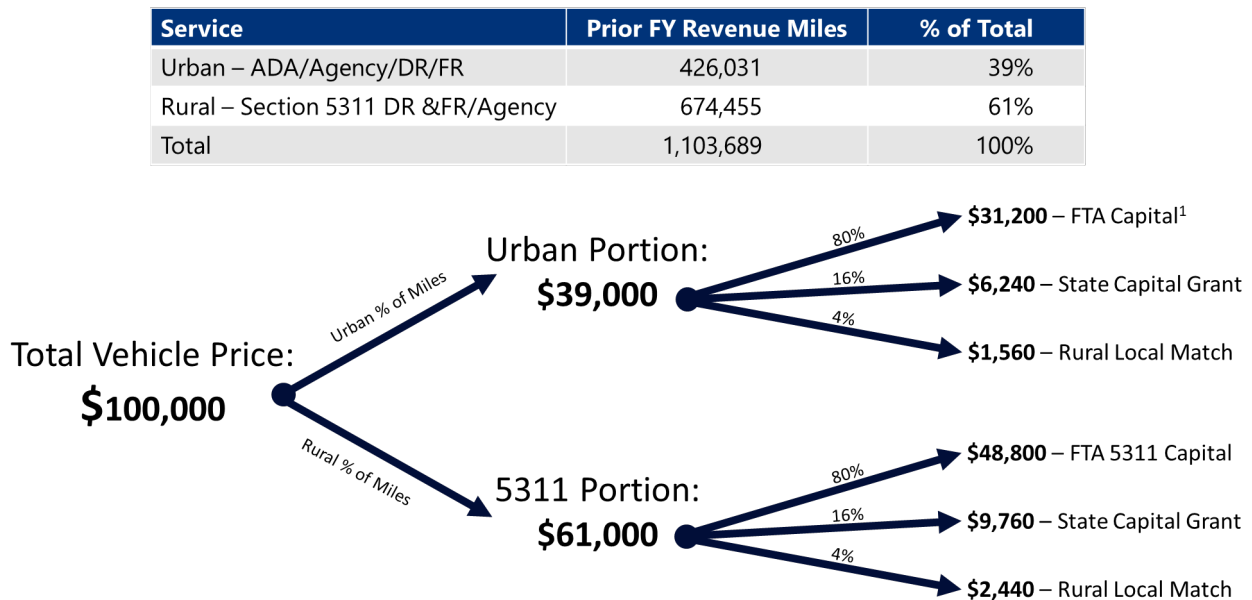 Service Prior FY Revenue Miles % of Total
Urban – ADA/Agency/DR/FR 426,031 39%
Rural – Section 5311 DR &FR/Agency 674,455 61%
Total 1,103,689 100%
Total Vehicle Price:
$100,000
Urban % of Miles
Rural % of Miles
Urban Portion:
$39,000
80%
16%
4%
$31,200 – FTA Capital¹
$6,240 – State Capital Grant
$1,560 – Rural Local Match
5311 Portion:
$61,000
80%
16%
4%
$48,800 – FTA 5311 Capital
$9,760 – State Capital Grant
$2,440 – Rural Local Match